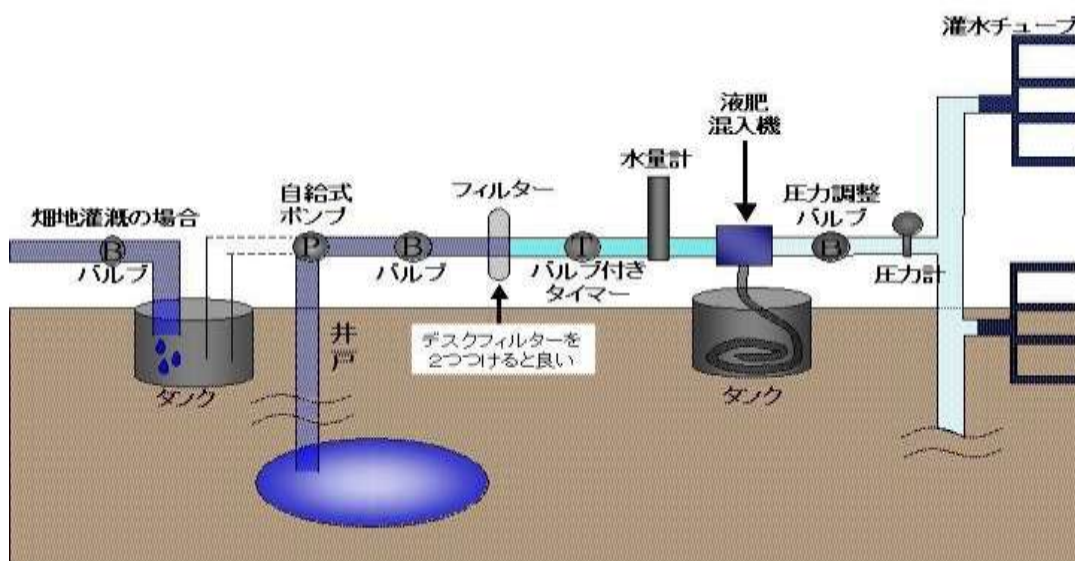 灌水チューブ
液肥
混入機
水量計
圧力調整
バルブ
自給式
ポンプ
フィルター
畑地灌漑の場合
B
バルブ
P
B
バルブ
T
バルブ付き
タイマー
B
圧力計
井
戸
デスクフィルターを
2つつけると良い
タンク
タンク